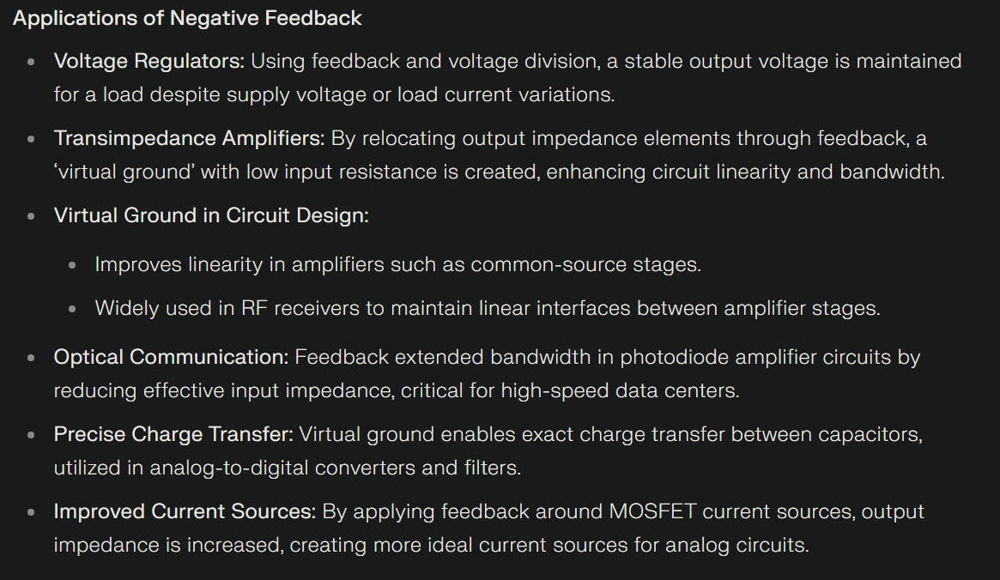 Applications of Negative Feedback
Voltage Regulators: Using feedback and voltage division, a stable output voltage is maintained
for a load despite supply voltage or load current variations.
Transimpedance Amplifiers: By relocating output impedance elements through feedback, a
‘virtual ground’ with low input resistance is created, enhancing circuit linearity and bandwidth.
Virtual Ground in Circuit Design:
Improves linearity in amplifiers such as common-source stages.
Widely used in RF receivers to maintain linear interfaces between amplifier stages.
Optical Communication: Feedback extended bandwidth in photodiode amplifier circuits by
reducing effective input impedance, critical for high-speed data centers.
Precise Charge Transfer: Virtual ground enables exact charge transfer between capacitors,
utilized in analog-to-digital converters and filters.
Improved Current Sources: By applying feedback around MOSFET current sources, output
impedance is increased, creating more ideal current sources for analog circuits.